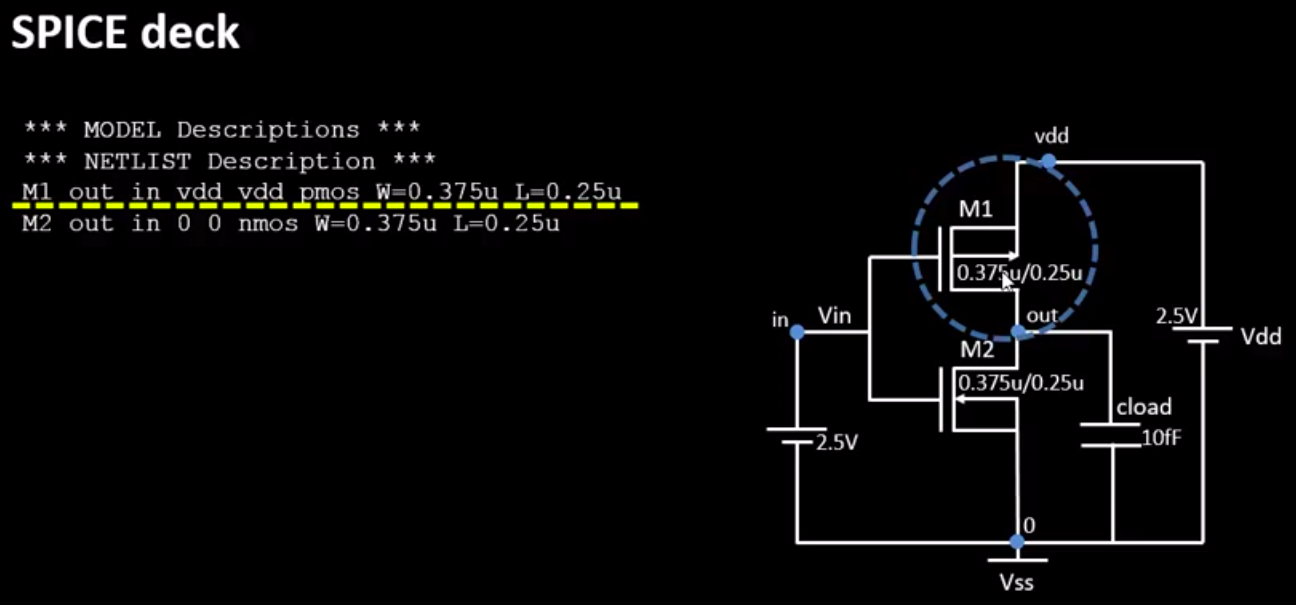 SPICE deck
*** MODEL Descriptions ***
*** NETLIST Description ***
M1 out in vdd vdd pmos W=0.375u L=0.25u
M2 out in 0 0 nmos W=0.375u L=0.25u
vdd
M1
0.375u/0.25u
in
Vin
out
2.5V
Vdd
M2
0.375u/0.25u
cload
10fF
2.5V
0
Vss